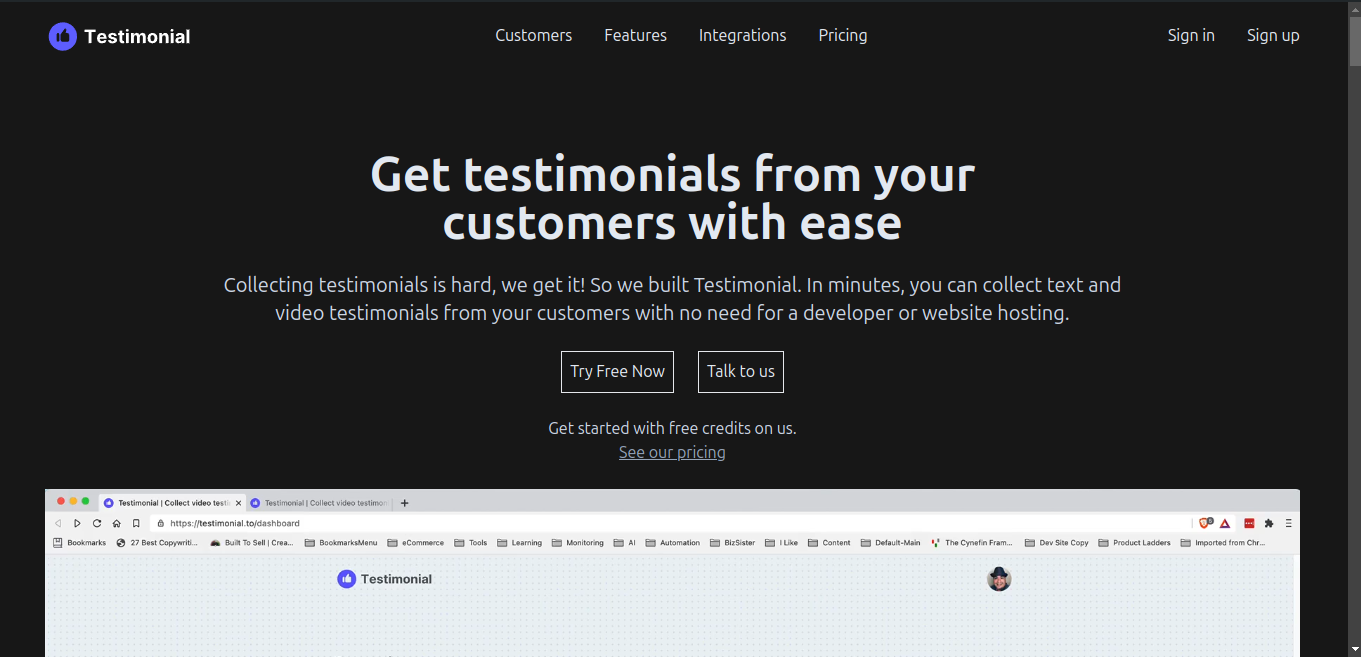 Testimonial
Customers Features Integrations Pricing
Sign in Sign up
Get testimonials from your
customers with ease
Collecting testimonials is hard, we get it! So we built Testimonial. In minutes, you can collect text and
video testimonials from your customers with no need for a developer or website hosting.
Try Free Now Talk to us
Get started with free credits on us.
See our pricing
Testimonial | Collect video testi Testimonial | Collect video testimon
https://testimonial.to/dashboard
Bookmarks 27 Best Copywriti... Built To Sell | Crea... BookmarksMenu eCommerce Tools Learning Monitoring AI Automation BizSister I Like Content Default-Main The Cynefin Fram... Dev Site Copy Product Ladders Imported from Chr...
Testimonial